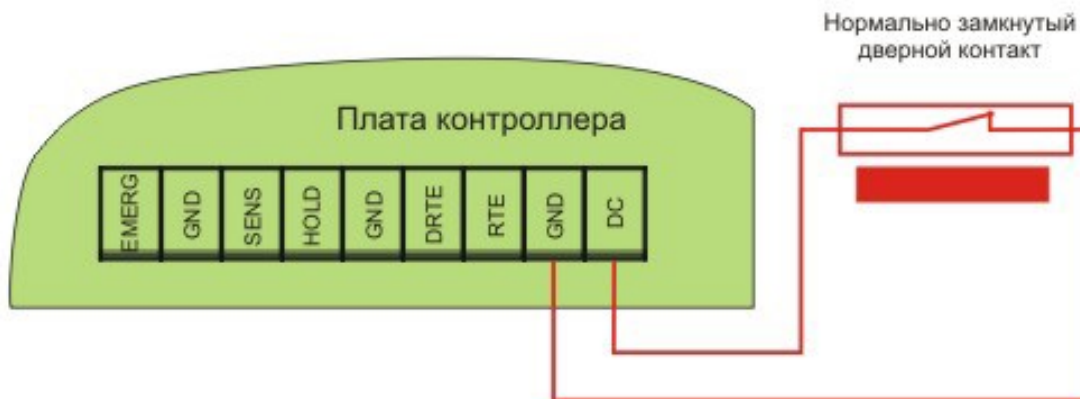 Нормально замкнутый
дверной контакт
Плата контроллера
EMERG
GND
SENS
HOLD
GND
DRTE
RTE
GND
DC